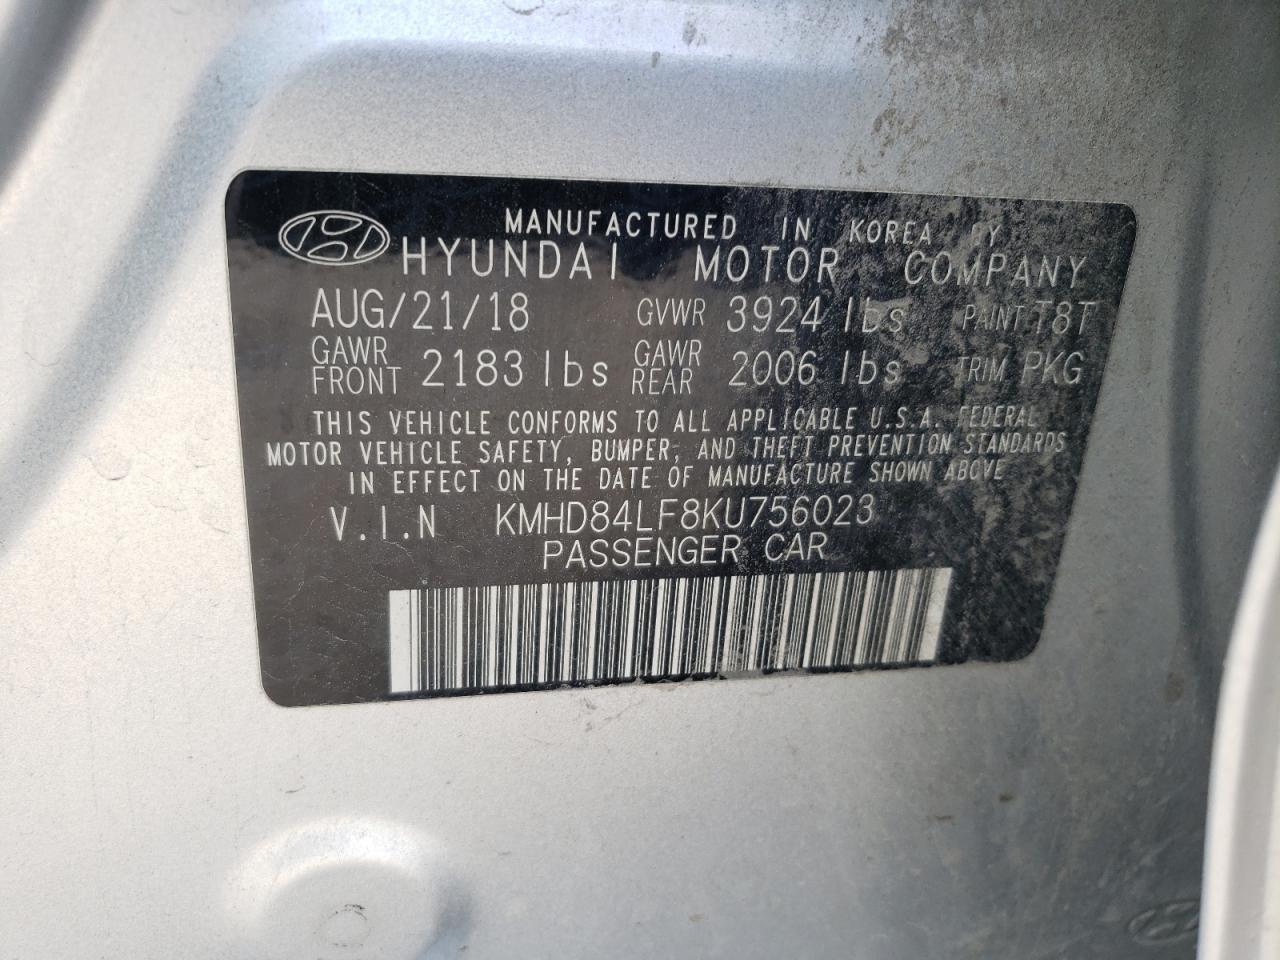 MANUFACTURED IN KOREA BY
HYUNDAI MOTOR COMPANY
AUG/21/18 GVWR 3924 lbs PAINT T8T
GAWR FRONT 2183 lbs GAWR REAR 2006 lbs TRIM PKG
THIS VEHICLE CONFORMS TO ALL APPLICABLE U.S.A. FEDERAL
MOTOR VEHICLE SAFETY, BUMPER, AND THEFT PREVENTION STANDARDS
IN EFFECT ON THE DATE OF MANUFACTURE SHOWN ABOVE
V.I.N KMHD84LF8KU756023
PASSENGER CAR